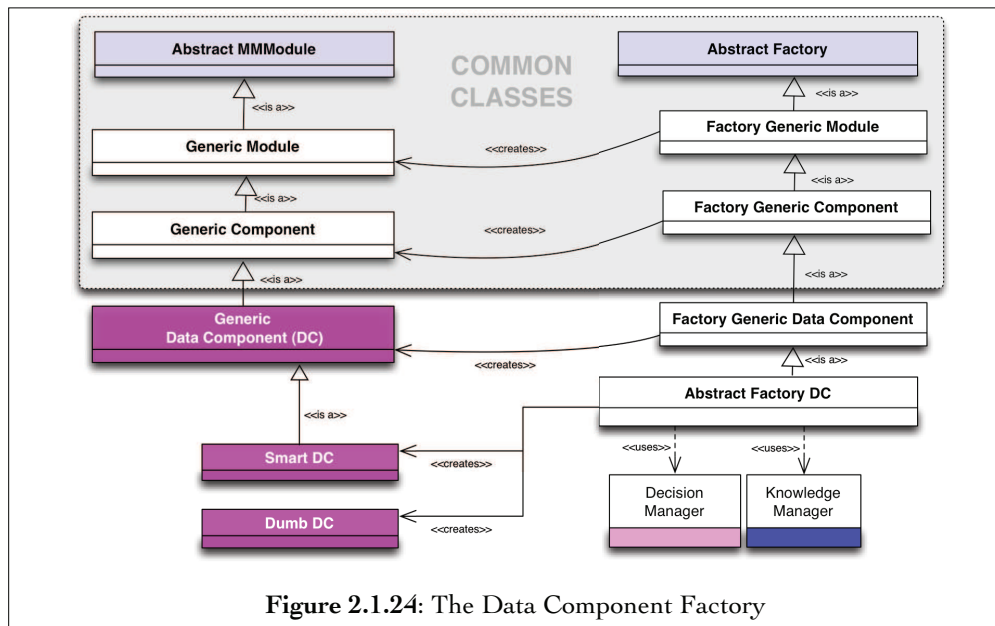 Abstract MMModule
COMMON
CLASSES
Abstract Factory
<<is a>>
<<is a>>
Generic Module
<<creates>>
Factory Generic Module
<<is a>>
<<is a>>
Generic Component
<<creates>>
Factory Generic Component
<<is a>>
<<is a>>
Generic
Data Component (DC)
<<creates>>
Factory Generic Data Component
<<is a>>
Abstract Factory DC
<<is a>>
<<uses>>
<<uses>>
Smart DC
<<creates>>
Decision
Manager
Knowledge
Manager
Dumb DC
<<creates>>
Figure 2.1.24: The Data Component Factory